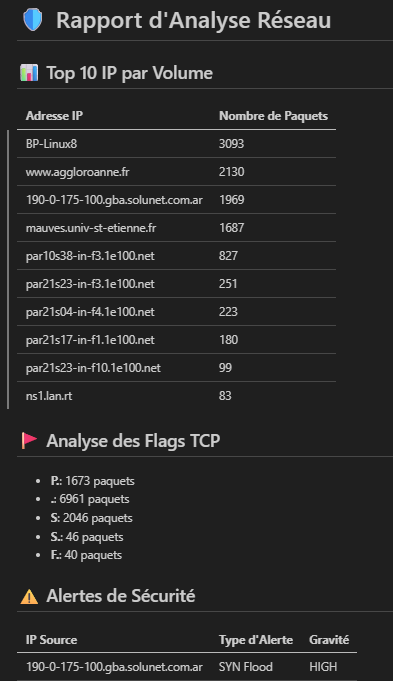 Rapport d'Analyse Réseau
Top 10 IP par Volume
Adresse IP Nombre de Paquets
BP-Linux8 3093
www.aggloroanne.fr 2130
190-0-175-100.gba.solunet.com.ar 1969
mauves.univ-st-etienne.fr 1687
par10s38-in-f3.1e100.net 827
par21s23-in-f3.1e100.net 251
par21s04-in-f4.1e100.net 223
par21s17-in-f1.1e100.net 180
par21s23-in-f10.1e100.net 99
ns1.lan.rt 83
Analyse des Flags TCP
P.: 1673 paquets
.: 6961 paquets
S: 2046 paquets
S.: 46 paquets
F.: 40 paquets
Alertes de Sécurité
IP Source Type d'Alerte Gravité
190-0-175-100.gba.solunet.com.ar SYN Flood HIGH